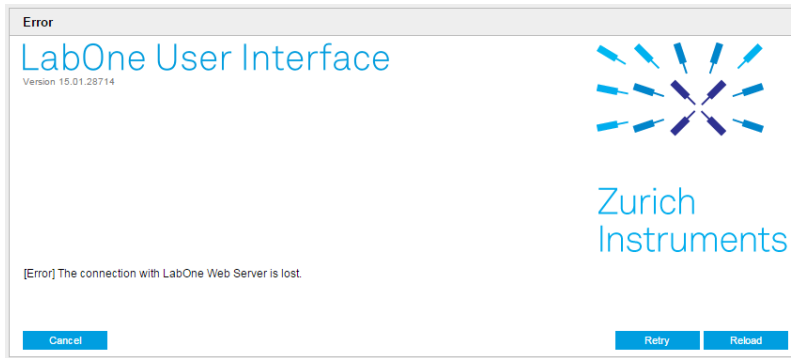 Error
LabOne User Interface
Version 15.01.28714
Zurich
Instruments
[Error] The connection with LabOne Web Server is lost.
Cancel
Retry
Reload